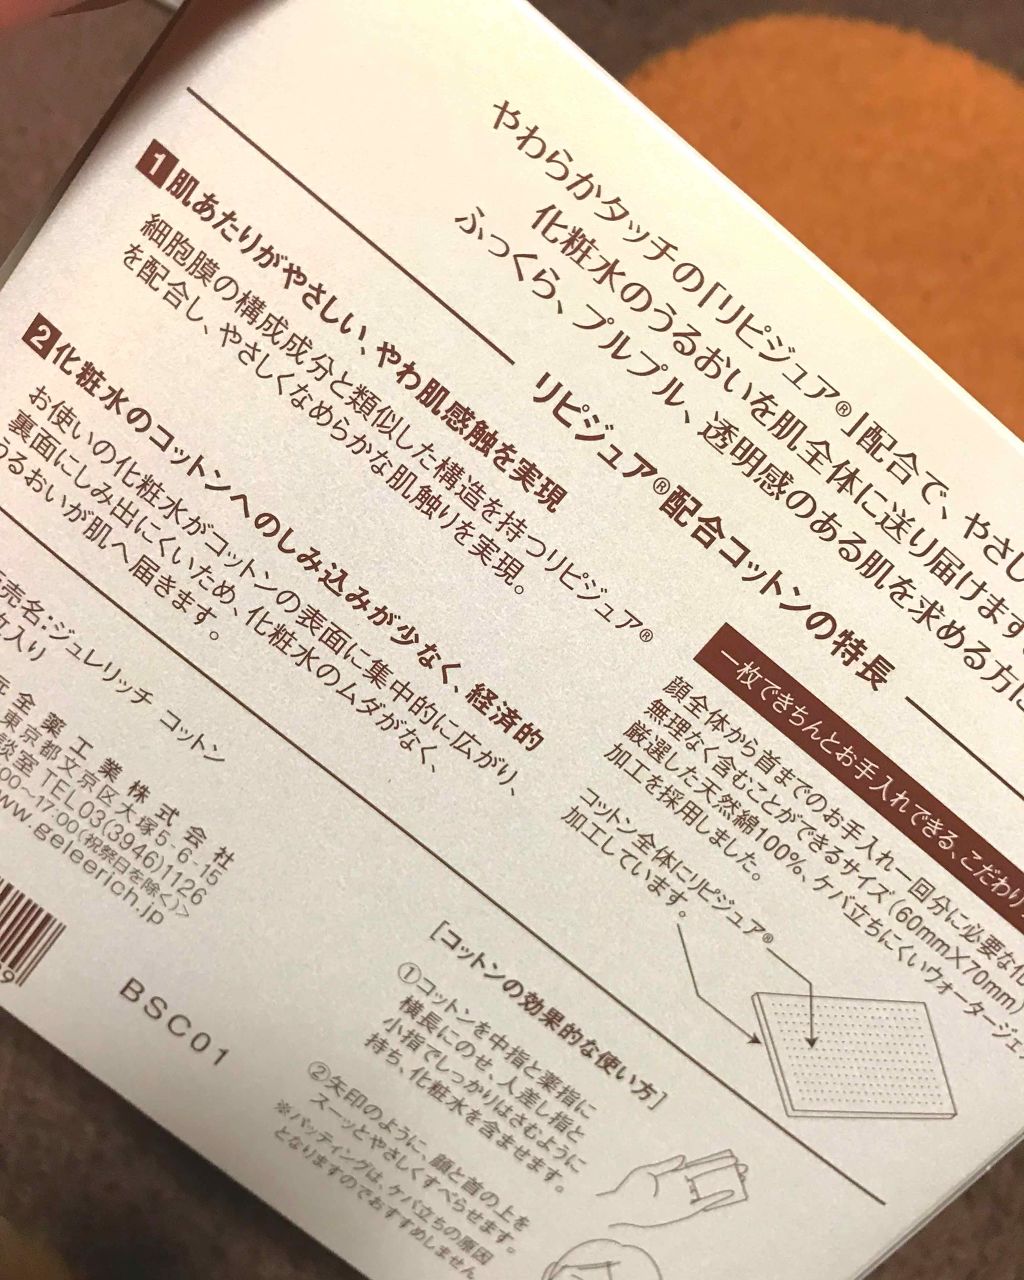 やわらかタッチの「リピジュア®」配合で、やさし
化粧水のうるおいを肌全体に送り届けます
ふっくら、プルプル、透明感のある肌を求める方に
リピジュア®配合コットンの特長
1 肌あたりがやさしい、やわ肌感触を実現
細胞膜の構成成分と類似した構造を持つリピジュア®
を配合し、やさしくなめらかな肌触りを実現。
2 化粧水のコットンへのしみ込みが少なく、経済的
お使いの化粧水がコットンの表面に集中的に広がり、
裏面にしみ出にくいため、化粧水のムダがなく、
うるおいが肌へ届きます。
一枚できちんとお手入れできる、こだわり
顔全体から首までのお手入れ一回分に必要な化
無理なく含むことができるサイズ(60mm×70mm)
厳選した天然綿100%、ケバ立ちにくいウォータージェ
加工を採用しました。
コットン全体にリピジュア®
加工しています。
売名:ジュレリッチ コットン
入り
元 全薬工業株式会社
東京都文京区大塚5-6-15
談室 TEL 03(3946)1126
00~17:00(祝祭日を除く)>
www.geleerich.jp
9
BSC01
[コットンの効果的な使い方]
①コットンを中指と薬指に
横長にのせ、人差し指と
小指でしっかりはさむように
持ち、化粧水を含ませます。
②矢印のように、顔と首の上を
スーッとやさしくすべらせます。
※パッティングは、ケバ立ちの原因
となりますのでおすすめしません。